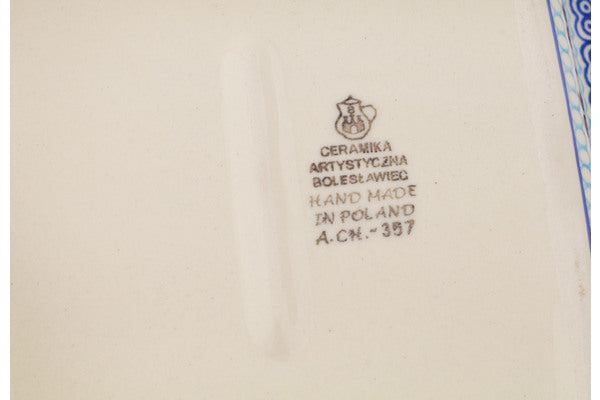 CERAMIKA
ARTYSTYCZNA
BOLESŁAWIEC
HAND MADE
IN POLAND
A.CH.-357